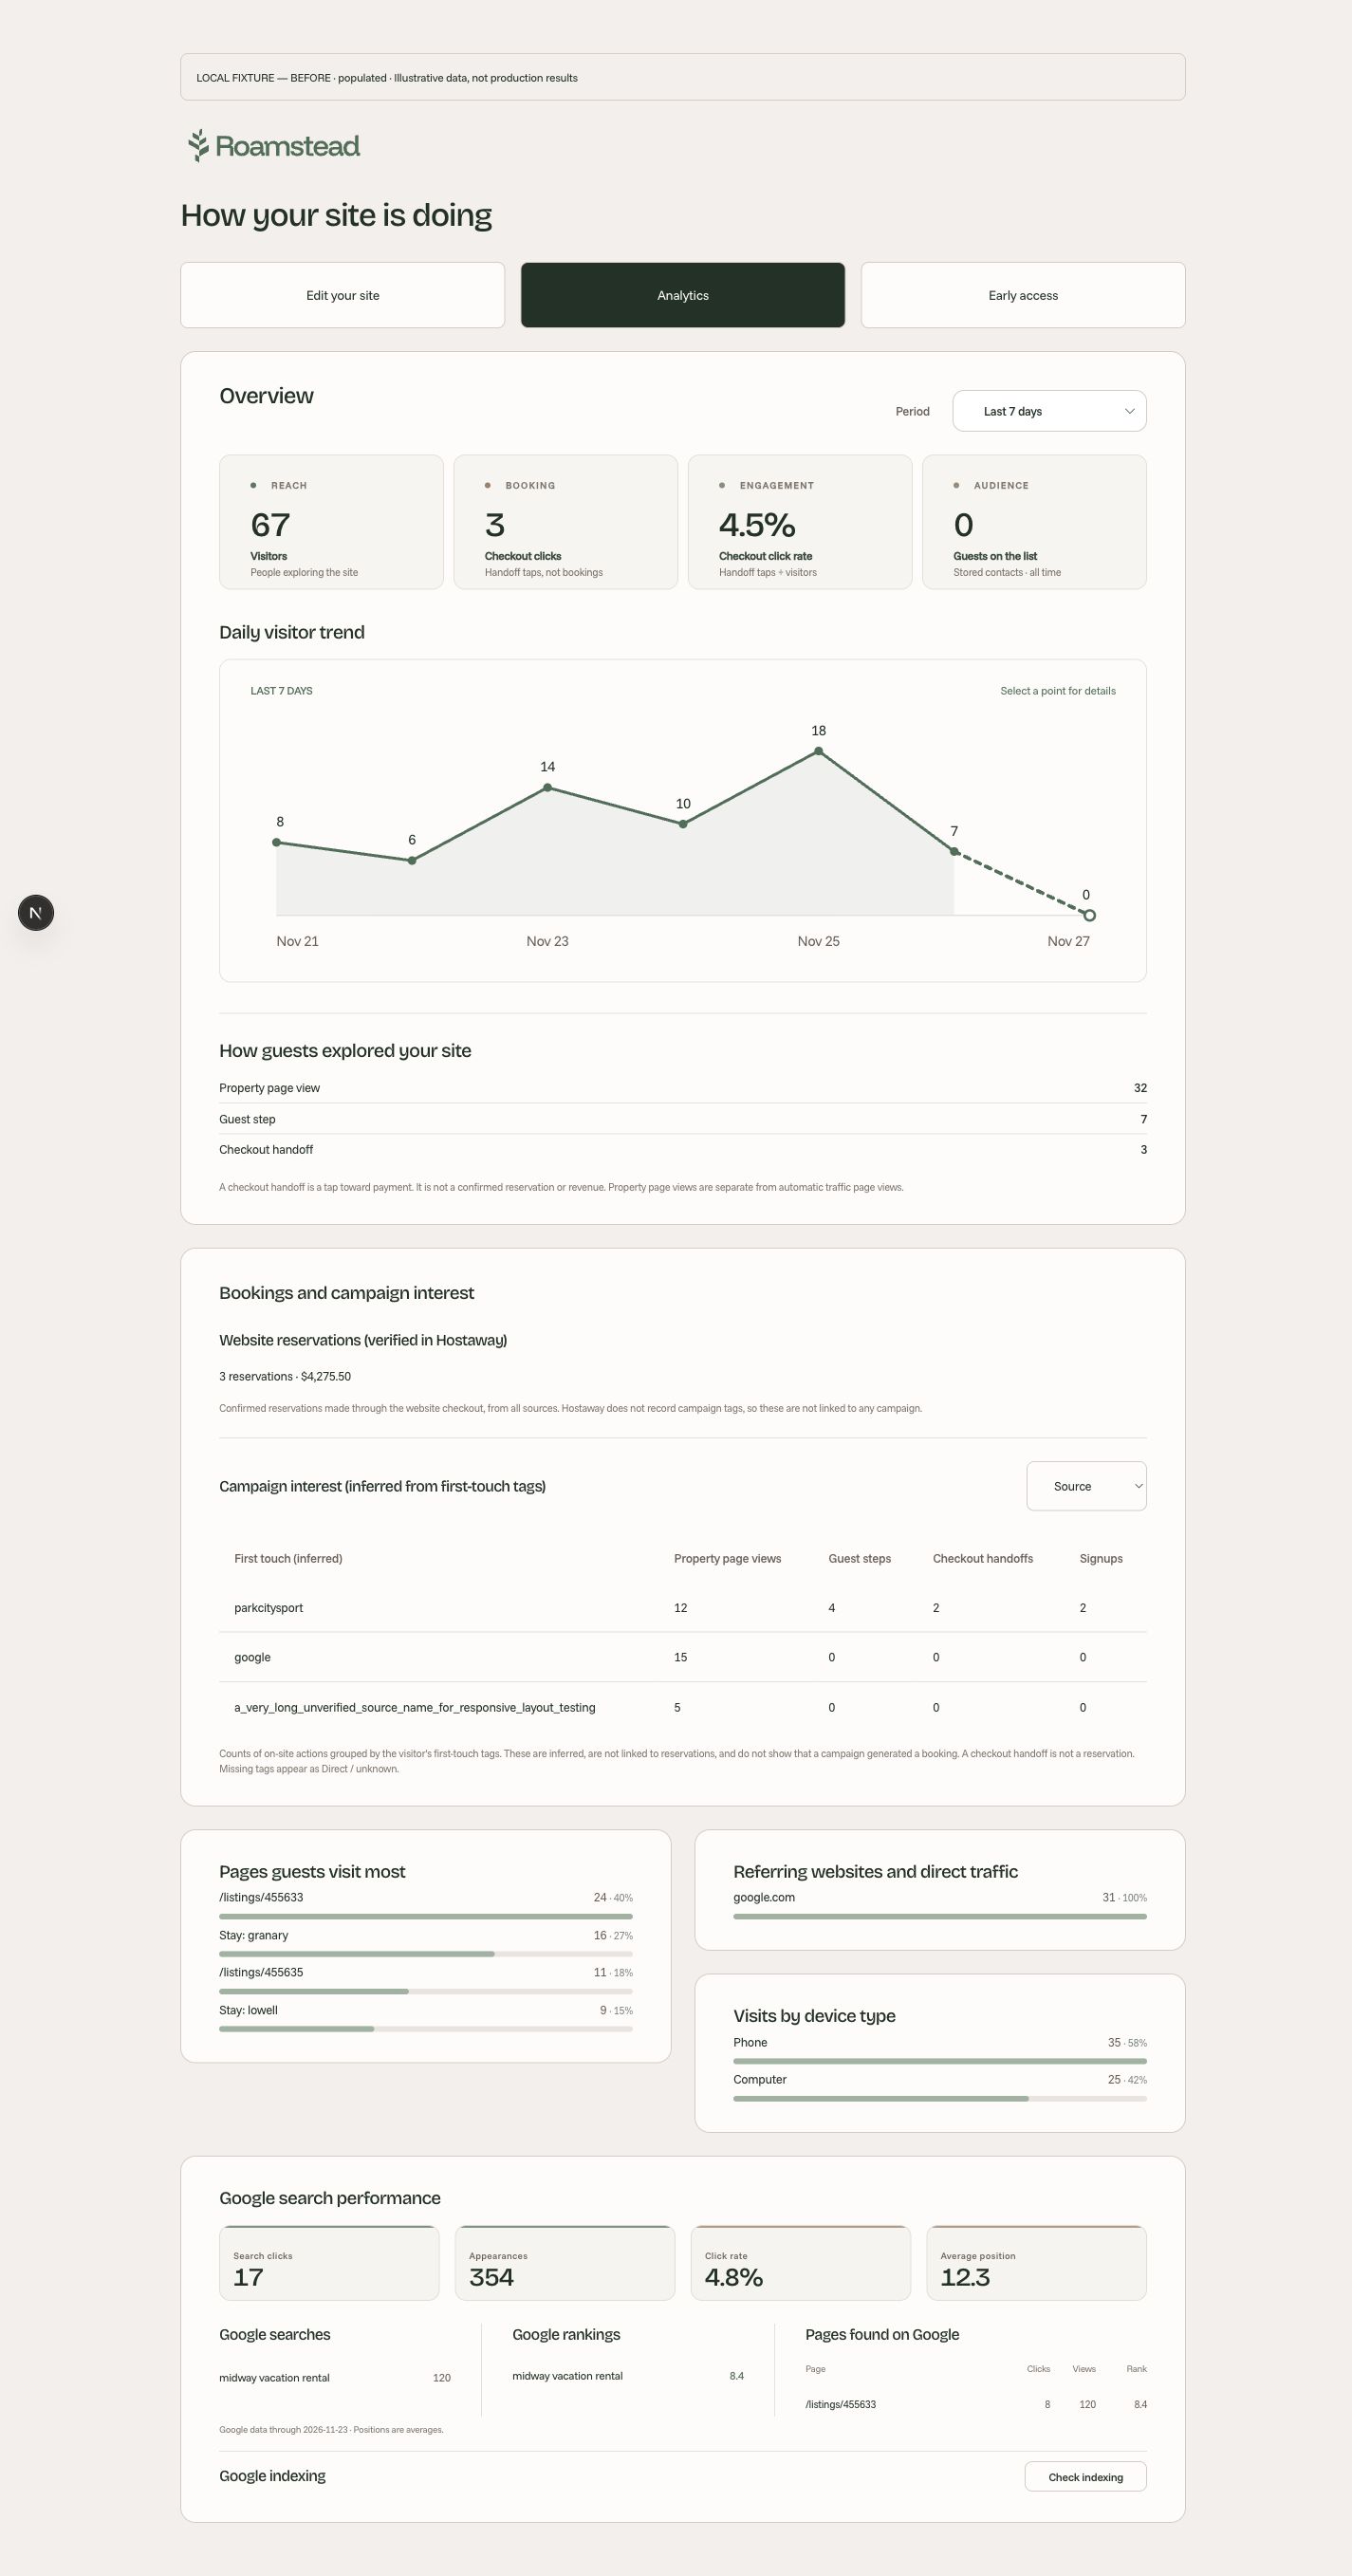 LOCAL FIXTURE — BEFORE · populated · Illustrative data, not production results
Roamstead
How your site is doing
Edit your site
Analytics
Early access
Overview
Period
Last 7 days
REACH
67
Visitors
People exploring the site
BOOKING
3
Checkout clicks
Handoff taps, not bookings
ENGAGEMENT
4.5%
Checkout click rate
Handoff taps ÷ visitors
AUDIENCE
0
Guests on the list
Stored contacts · all time
Daily visitor trend
LAST 7 DAYS
Select a point for details
8
6
14
10
18
7
0
Nov 21
Nov 23
Nov 25
Nov 27
N
How guests explored your site
Property page view 32
Guest step 7
Checkout handoff 3
A checkout handoff is a tap toward payment. It is not a confirmed reservation or revenue. Property page views are separate from automatic traffic page views.
Bookings and campaign interest
Website reservations (verified in Hostaway)
3 reservations · $4,275.50
Confirmed reservations made through the website checkout, from all sources. Hostaway does not record campaign tags, so these are not linked to any campaign.
Campaign interest (inferred from first-touch tags)
Source
First touch (inferred) Property page views Guest steps Checkout handoffs Signups
parkcitysport 12 4 2 2
google 15 0 0 0
a_very_long_unverified_source_name_for_responsive_layout_testing 5 0 0 0
Counts of on-site actions grouped by the visitor's first-touch tags. These are inferred, are not linked to reservations, and do not show that a campaign generated a booking. A checkout handoff is not a reservation.
Missing tags appear as Direct / unknown.
Pages guests visit most
/listings/455633 24 · 40%
Stay: granary 16 · 27%
/listings/455635 11 · 18%
Stay: lowell 9 · 15%
Referring websites and direct traffic
google.com 31 · 100%
Visits by device type
Phone 35 · 58%
Computer 25 · 42%
Google search performance
Search clicks
17
Appearances
354
Click rate
4.8%
Average position
12.3
Google searches
midway vacation rental 120
Google rankings
midway vacation rental 8.4
Pages found on Google
Page Clicks Views Rank
/listings/455633 8 120 8.4
Google data through 2026-11-23 · Positions are averages.
Google indexing
Check indexing